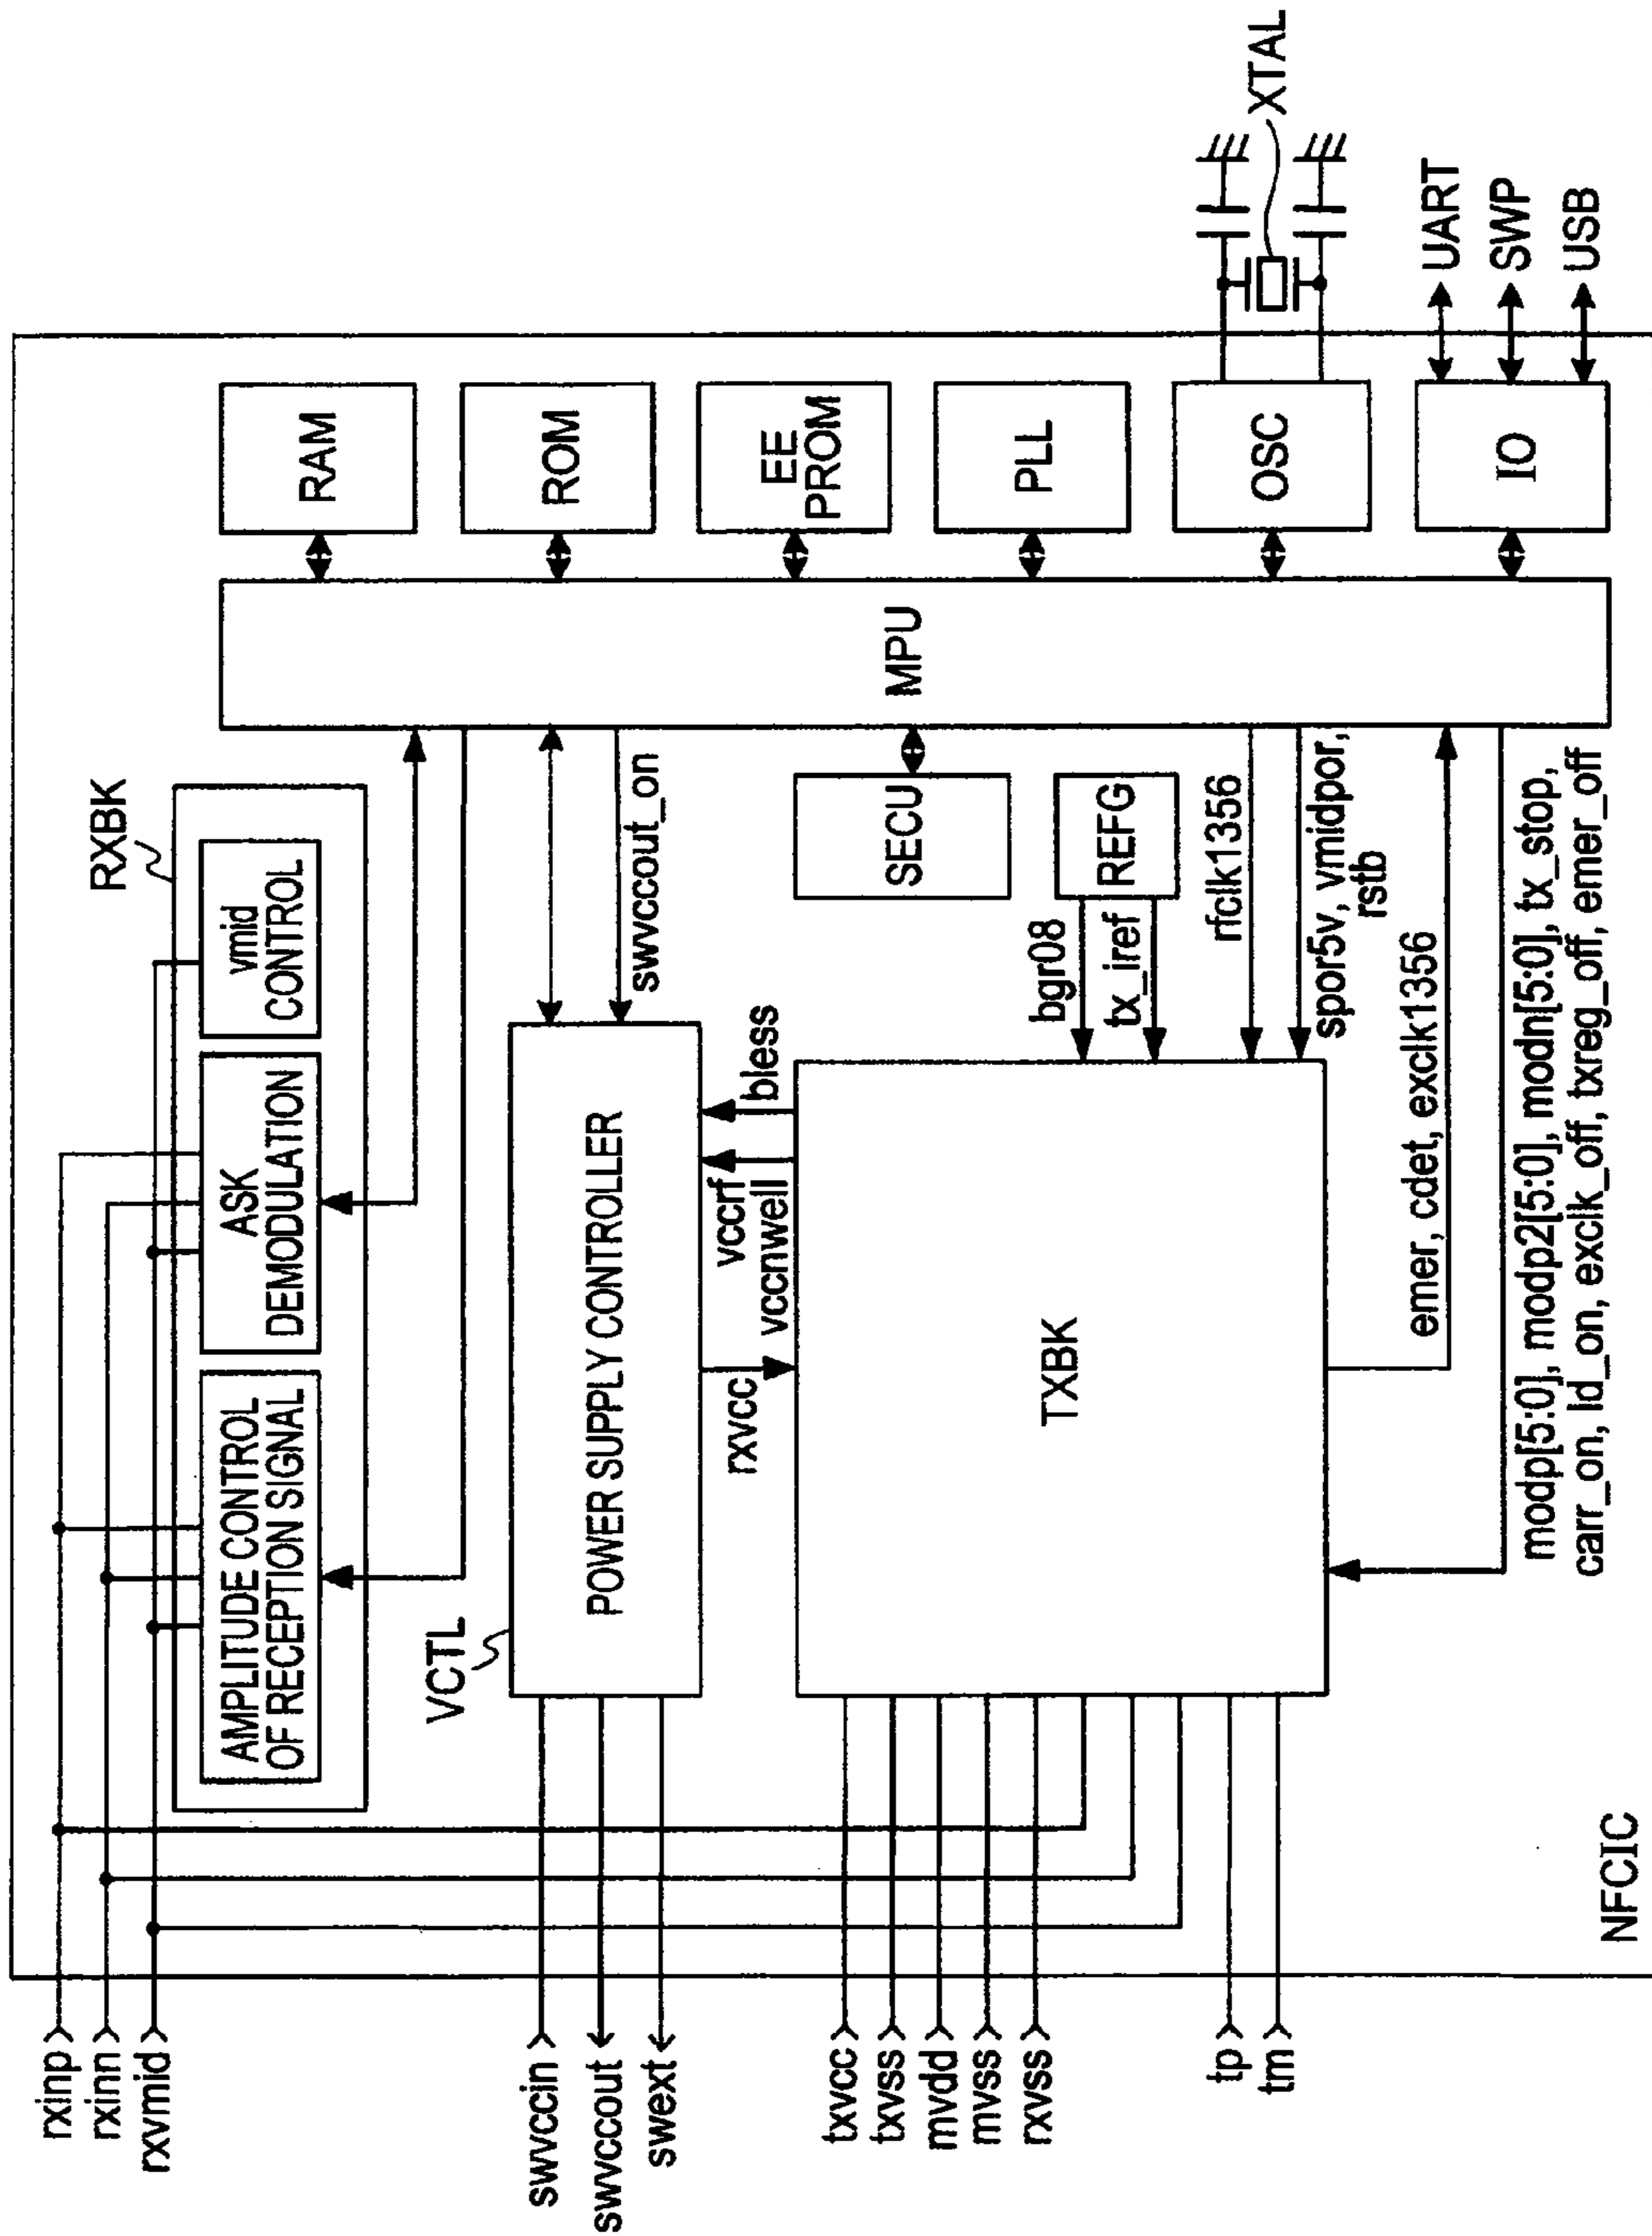 rxinp
rxinn
rxvmid
swvccin
swvccout
swext
txvcc
txvss
mvdd
mvss
rxvss
tp
tm
NFCIC
RXBK
AMPLITUDE CONTROL
OF RECEPTION SIGNAL
ASK
DEMODULATION
vmid
CONTROL
VCTL
POWER SUPPLY CONTROLLER
swvccout_on
rxvcc
vccrf
vccnwell
bless
TXBK
SECU
REFG
bgr08
tx_iref
rfclk1356
spor5v, vmidpor,
rstb
emer, cdet, exclk1356
modp[5:0], modp2[5:0], modn[5:0], tx_stop,
carr_on, ld_on, exclk_off, txreg_off, emer_off
MPU
RAM
ROM
EE
PROM
PLL
OSC
IO
XTAL
UART
SWP
USB